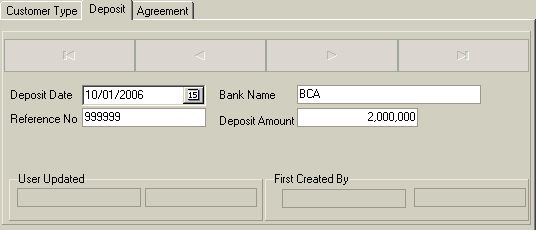 Customer Type Deposit Agreement
Deposit Date 10/01/2006 15 Bank Name BCA
Reference No 999999 Deposit Amount 2,000,000
User Updated First Created By